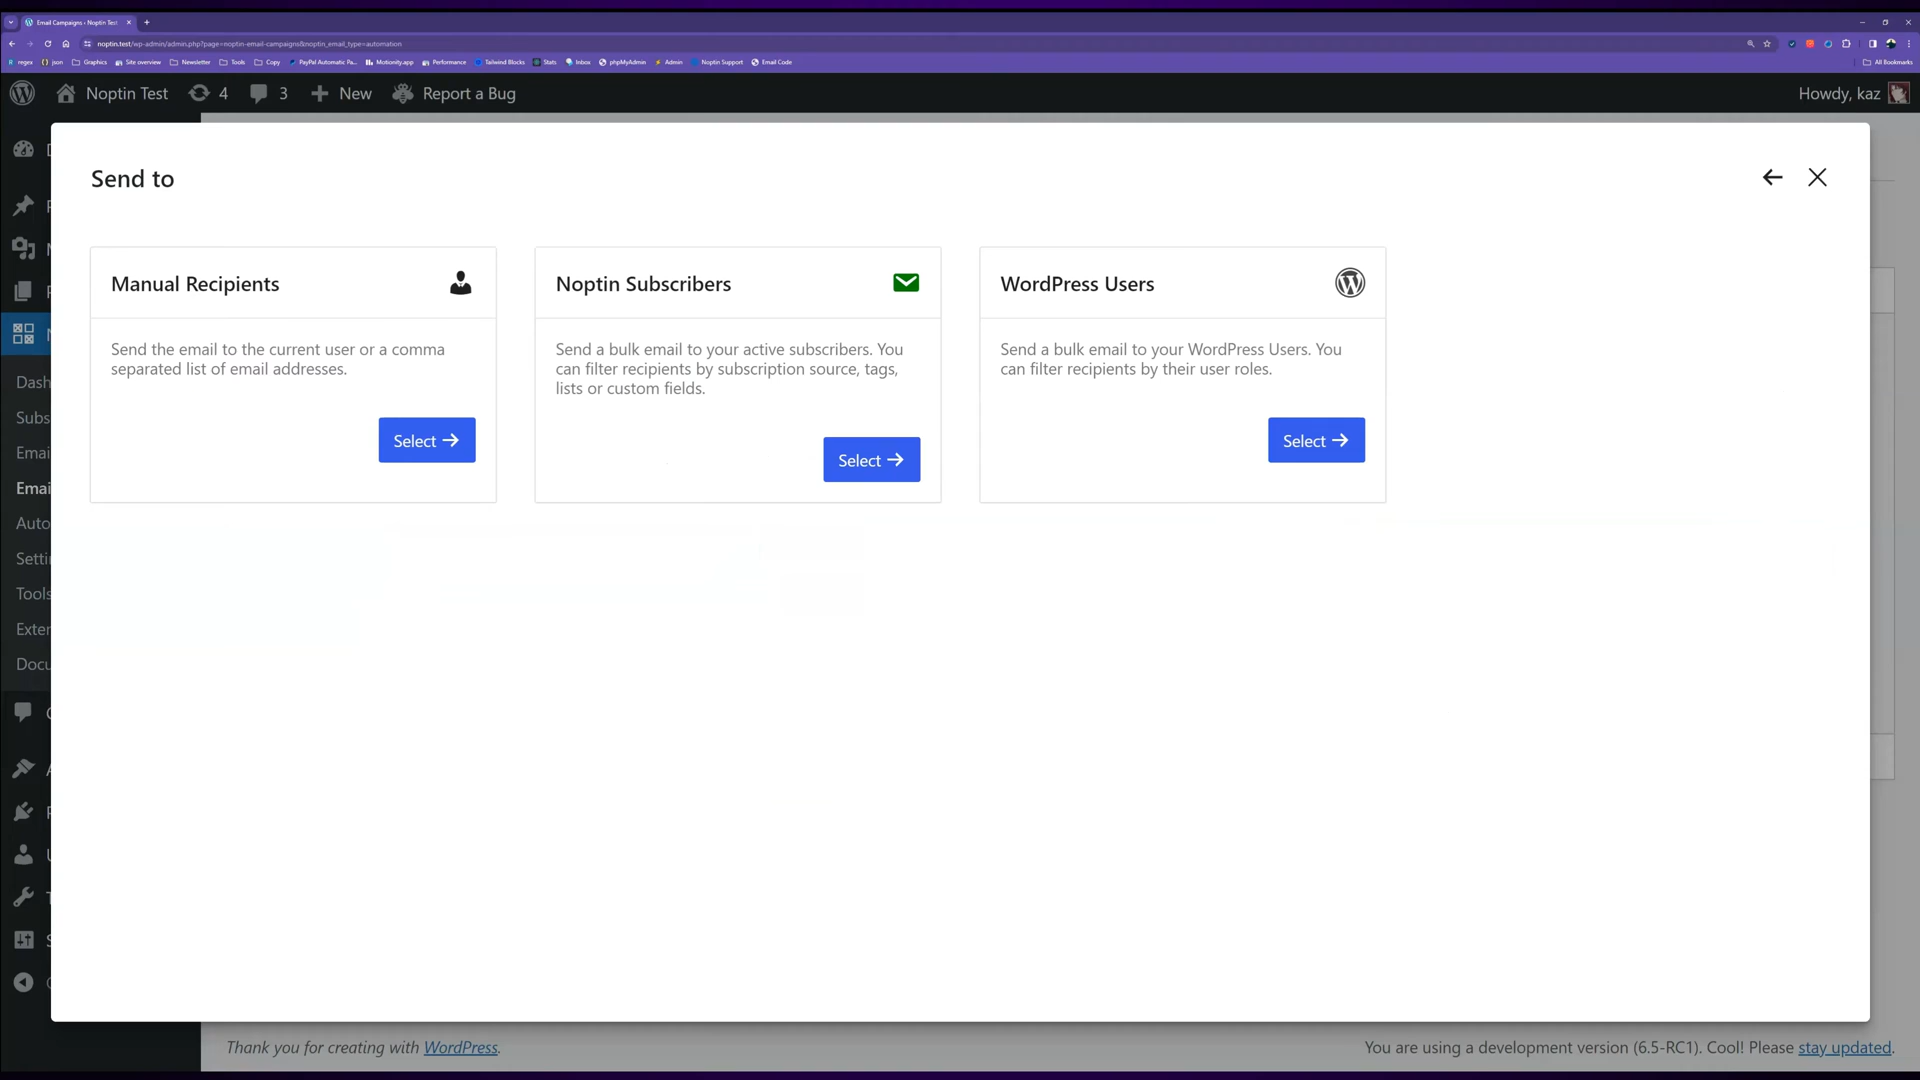 Email Campaigns ‹ Noptin Test
noptin.test/wp-admin/admin.php?page=noptin-email-campaigns&noptin_email_type=automation
regex json Graphics Site overview Newsletter Tools Copy PayPal Automatic Pa... Motionity.app Performance Tailwind Blocks Stats Inbox phpMyAdmin Admin Noptin Support Email Code All Bookmarks
Noptin Test 4 3 New Report a Bug Howdy, kaz
Send to
Manual Recipients
Send the email to the current user or a comma
separated list of email addresses.
Select →
Noptin Subscribers
Send a bulk email to your active subscribers. You
can filter recipients by subscription source, tags,
lists or custom fields.
Select →
WordPress Users
Send a bulk email to your WordPress Users. You
can filter recipients by their user roles.
Select →
Dash
Subs
Emai
Emai
Auto
Setti
Tools
Exter
Docu
Thank you for creating with WordPress.
You are using a development version (6.5-RC1). Cool! Please stay updated.